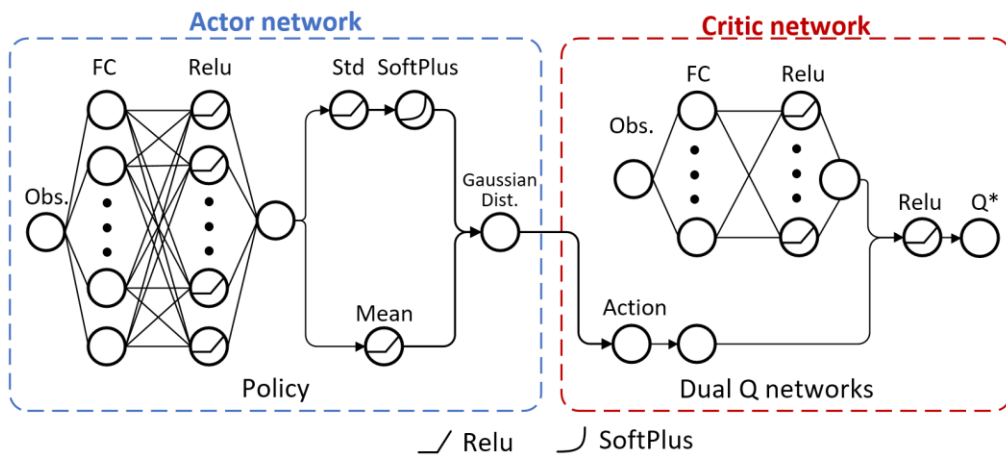 Actor network
Critic network
FC
Relu
Std
SoftPlus
FC
Relu
Obs.
Obs.
Gaussian
Dist.
Relu
Q*
Mean
Action
Policy
Dual Q networks
Relu
SoftPlus